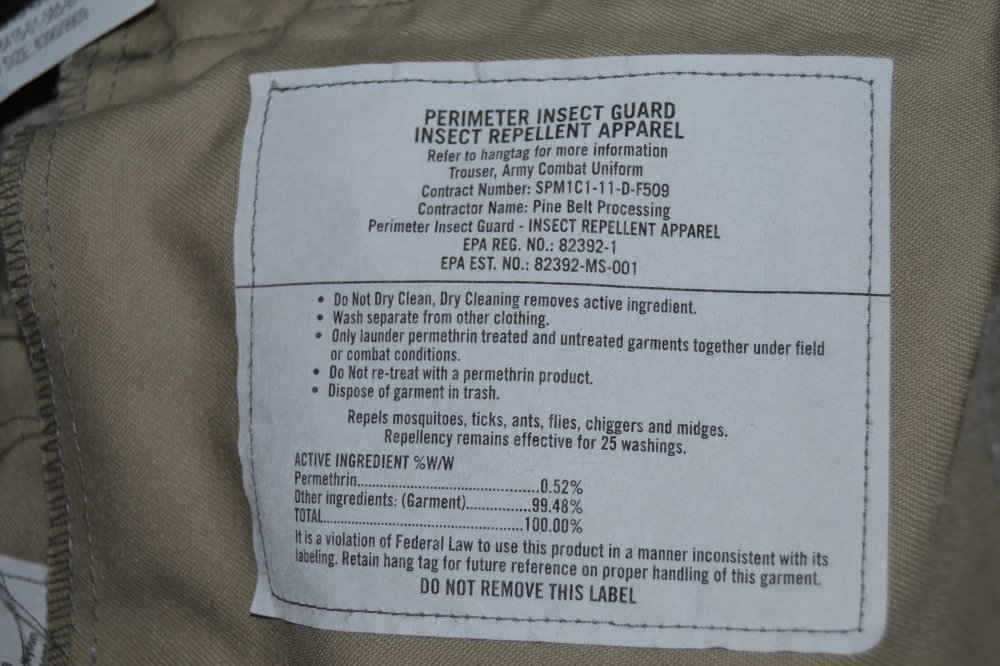 SIZE:
PERIMETER INSECT GUARD
INSECT REPELLENT APPAREL
Refer to hangtag for more information
Trouser, Army Combat Uniform
Contract Number: SPM1C1-11-D-F509
Contractor Name: Pine Belt Processing
Perimeter Insect Guard - INSECT REPELLENT APPAREL
EPA REG. NO.: 82392-1
EPA EST. NO.: 82392-MS-001
• Do Not Dry Clean, Dry Cleaning removes active ingredient.
• Wash separate from other clothing.
• Only launder permethrin treated and untreated garments together under field
or combat conditions.
• Do Not re-treat with a permethrin product.
• Dispose of garment in trash.
Repels mosquitoes, ticks, ants, flies, chiggers and midges.
Repellency remains effective for 25 washings.
ACTIVE INGREDIENT %W/W
Permethrin..............................0.52%
Other ingredients: (Garment)..............99.48%
TOTAL.................................100.00%
It is a violation of Federal Law to use this product in a manner inconsistent with its
labeling. Retain hang tag for future reference on proper handling of this garment.
DO NOT REMOVE THIS LABEL